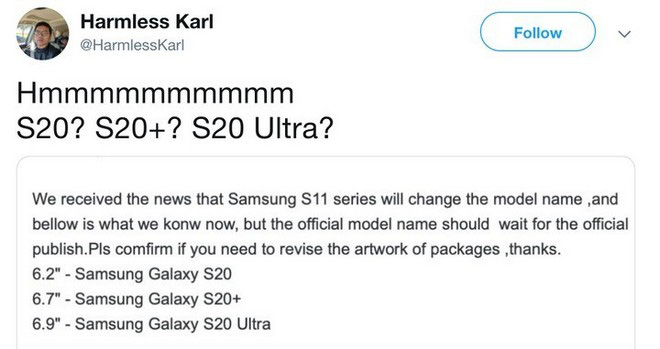 Harmless Karl
@HarmlessKarl
Follow
Hmmmmmmmmmmm
S20? S20+? S20 Ultra?
We received the news that Samsung S11 series will change the model name ,and
bellow is what we konw now, but the official model name should  wait for the official
publish.Pls comfirm if you need to revise the artwork of packages ,thanks.
6.2" - Samsung Galaxy S20
6.7" - Samsung Galaxy S20+
6.9" - Samsung Galaxy S20 Ultra